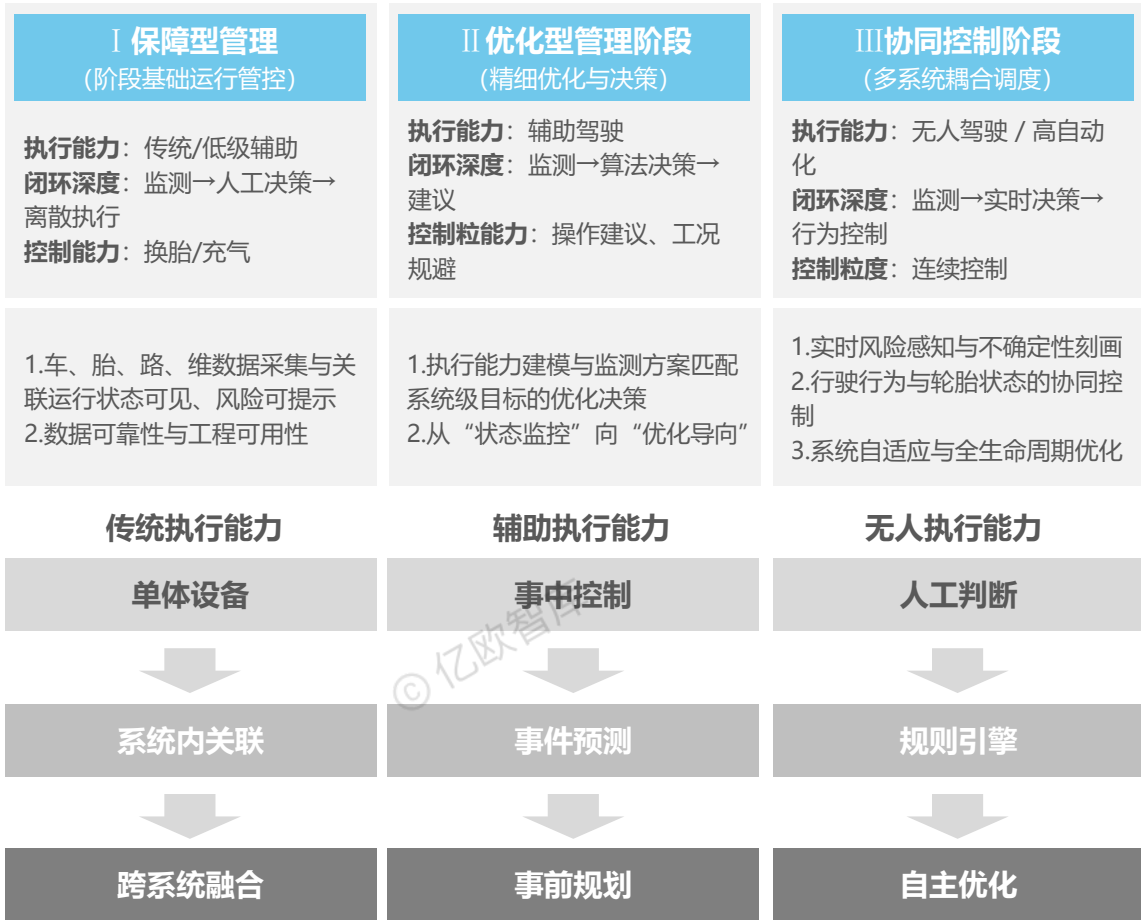 Ⅰ 保障型管理
（阶段基础运行管控）
执行能力：传统/低级辅助
闭环深度：监测→人工决策→
离散执行
控制能力：换胎/充气
1.车、胎、路、维数据采集与关
联运行状态可见、风险可提示
2.数据可靠性与工程可用性
Ⅱ 优化型管理阶段
（精细优化与决策）
执行能力：辅助驾驶
闭环深度：监测→算法决策→
建议
控制粒能力：操作建议、工况
规避
1.执行能力建模与监测方案匹配
系统级目标的优化决策
2.从“状态监控”向“优化导向”
Ⅲ协同控制阶段
（多系统耦合调度）
执行能力：无人驾驶 / 高自动
化
闭环深度：监测→实时决策→
行为控制
控制粒度：连续控制
1.实时风险感知与不确定性刻画
2.行驶行为与轮胎状态的协同控
制
3.系统自适应与全生命周期优化
传统执行能力
单体设备
系统内关联
跨系统融合
辅助执行能力
事中控制
事件预测
事前规划
无人执行能力
人工判断
规则引擎
自主优化
© 亿欧智库